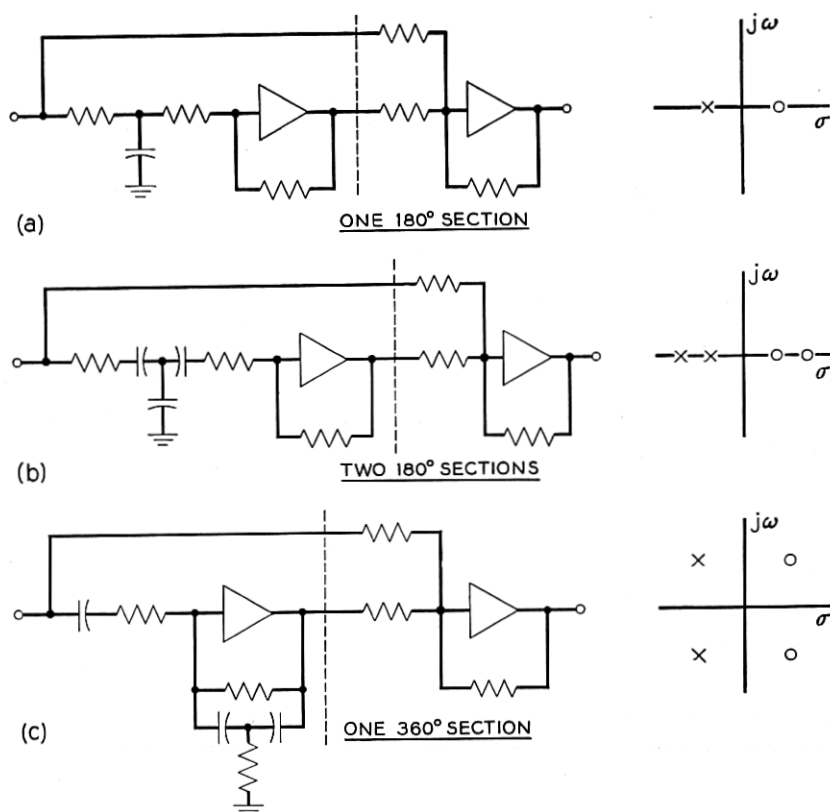 jω
σ
(a)
ONE 180° SECTION
jω
σ
(b)
TWO 180° SECTIONS
jω
σ
(c)
ONE 360° SECTION